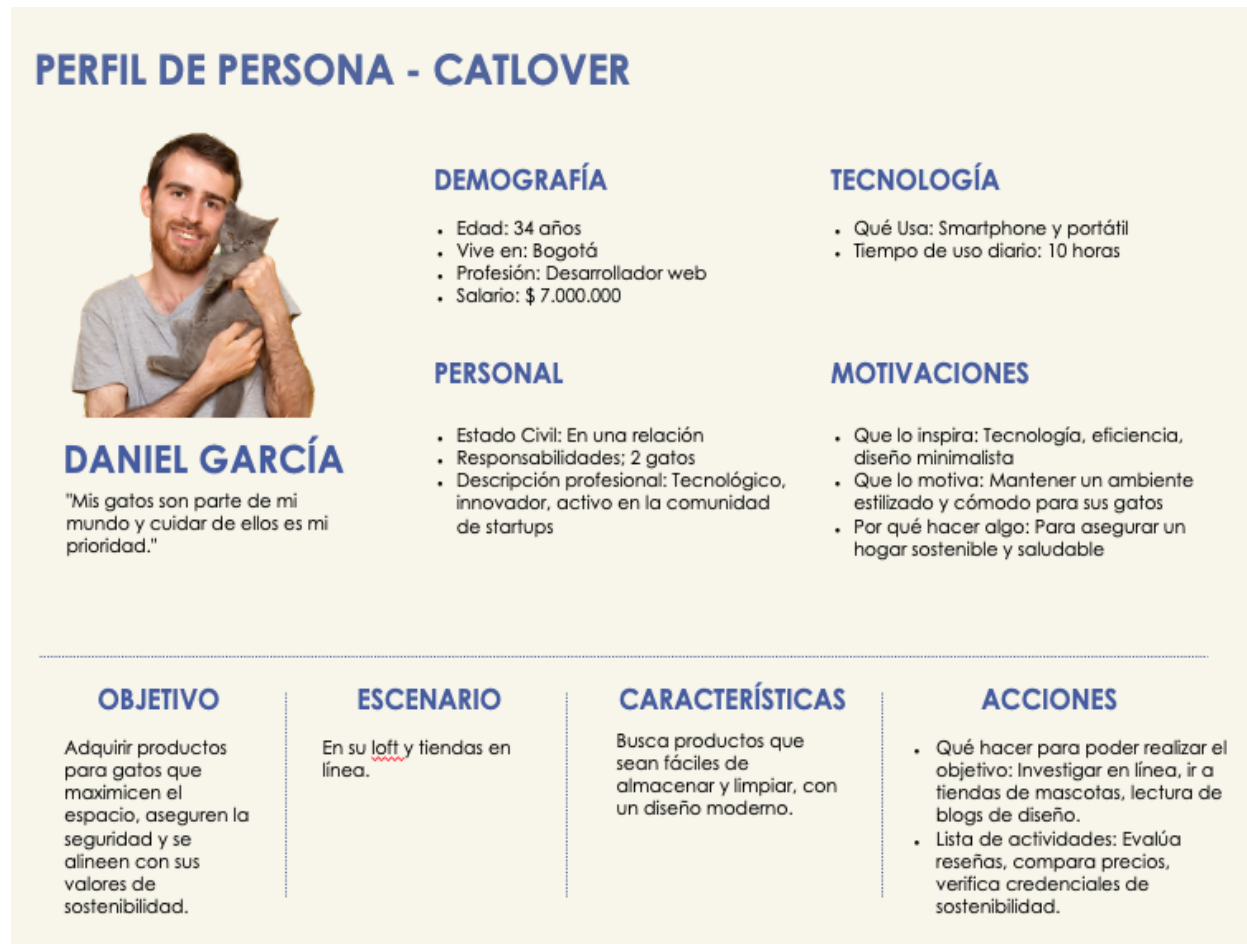 PERFIL DE PERSONA - CATLOVER
DANIEL GARCÍA
"Mis gatos son parte de mi
mundo y cuidar de ellos es mi
prioridad."
DEMOGRAFÍA
• Edad: 34 años
• Vive en: Bogotá
• Profesión: Desarrollador web
• Salario: $ 7.000.000
TECNOLOGÍA
• Qué Usa: Smartphone y portátil
• Tiempo de uso diario: 10 horas
PERSONAL
• Estado Civil: En una relación
• Responsabilidades; 2 gatos
• Descripción profesional: Tecnológico,
innovador, activo en la comunidad
de startups
MOTIVACIONES
• Que lo inspira: Tecnología, eficiencia,
diseño minimalista
• Que lo motiva: Mantener un ambiente
estilizado y cómodo para sus gatos
• Por qué hacer algo: Para asegurar un
hogar sostenible y saludable
OBJETIVO
Adquirir productos
para gatos que
maximicen el
espacio, aseguren la
seguridad y se
alineen con sus
valores de
sostenibilidad.
ESCENARIO
En su loft y tiendas en
línea.
CARACTERÍSTICAS
Busca productos que
sean fáciles de
almacenar y limpiar, con
un diseño moderno.
ACCIONES
• Qué hacer para poder realizar el
objetivo: Investigar en línea, ir a
tiendas de mascotas, lectura de
blogs de diseño.
• Lista de actividades: Evalúa
reseñas, compara precios,
verifica credenciales de
sostenibilidad.